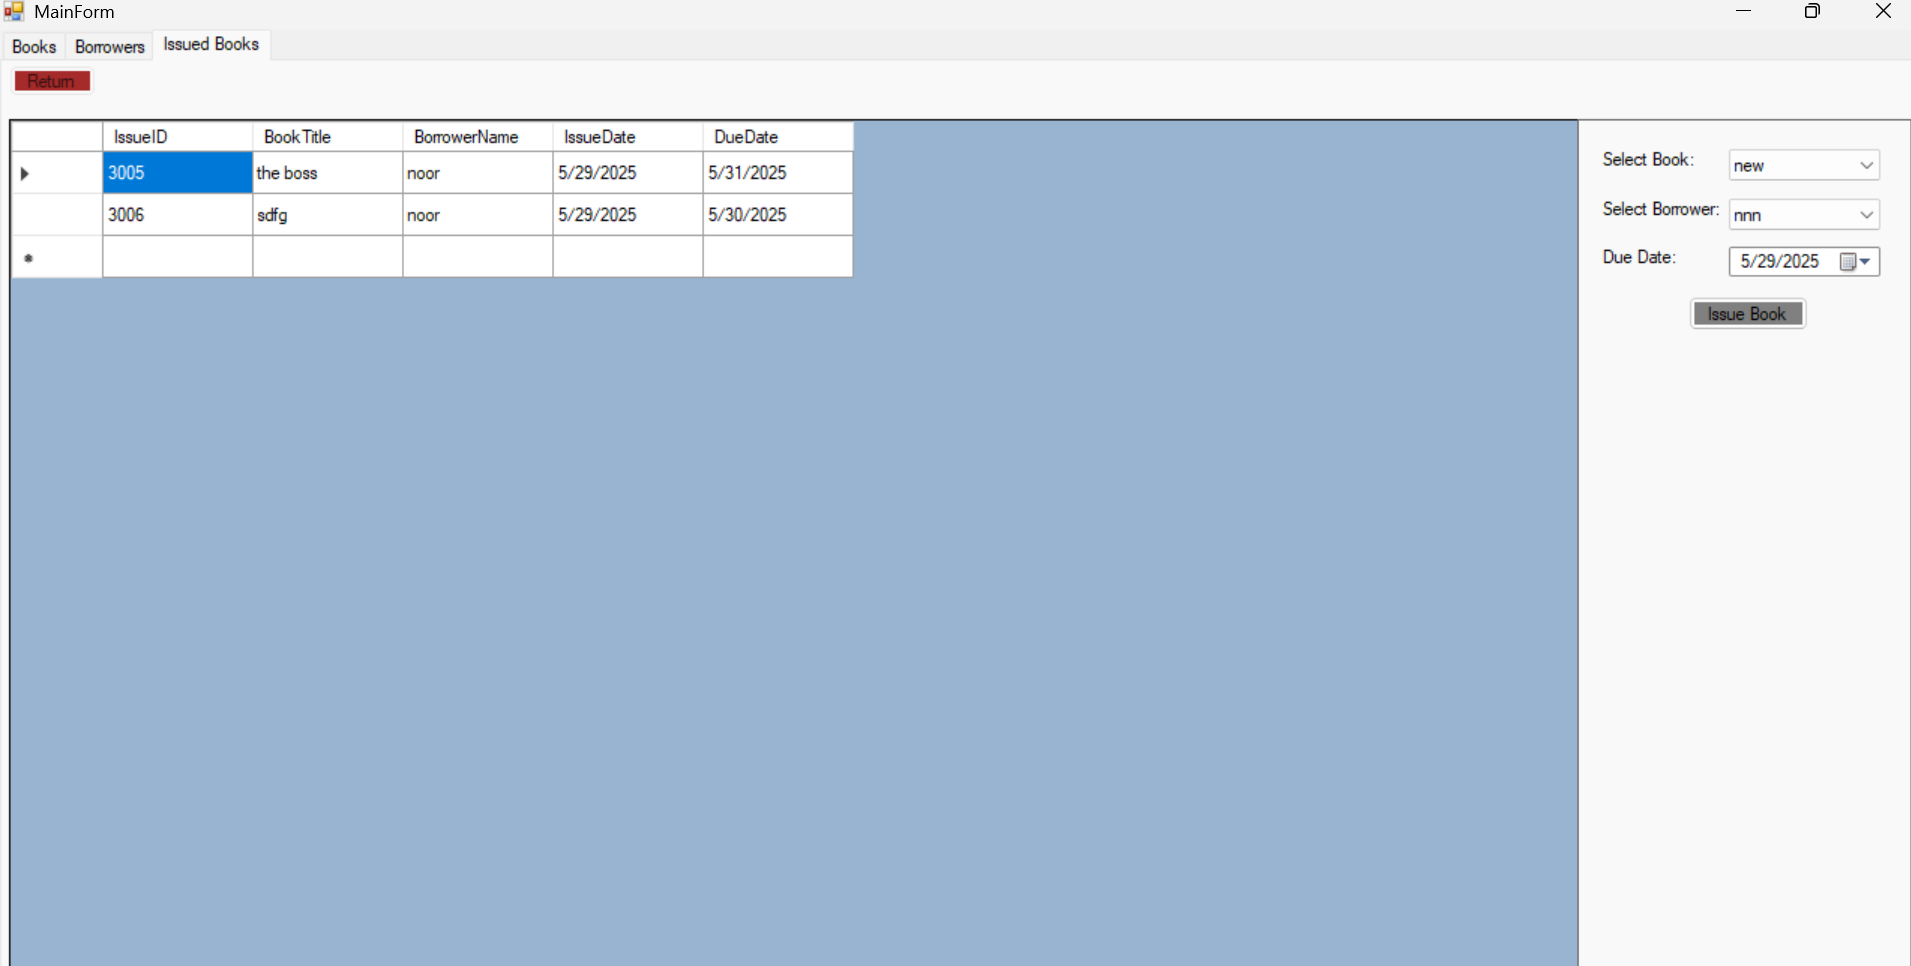 MainForm
Books Borrowers Issued Books
Return
IssueID BookTitle BorrowerName IssueDate DueDate
3005 the boss noor 5/29/2025 5/31/2025
3006 sdfg noor 5/29/2025 5/30/2025
Select Book: new
Select Borrower: nnn
Due Date: 5/29/2025
Issue Book